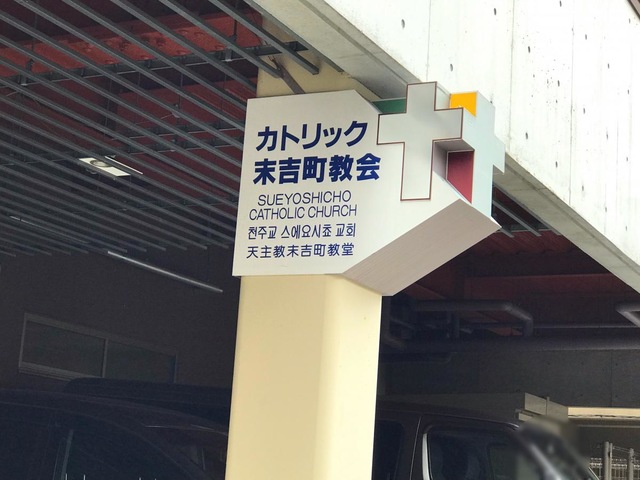 カトリック
末吉町教会
SUEYOSHICHO
CATHOLIC CHURCH
천주교 스에요시쵸 교회
天主教末吉町教堂